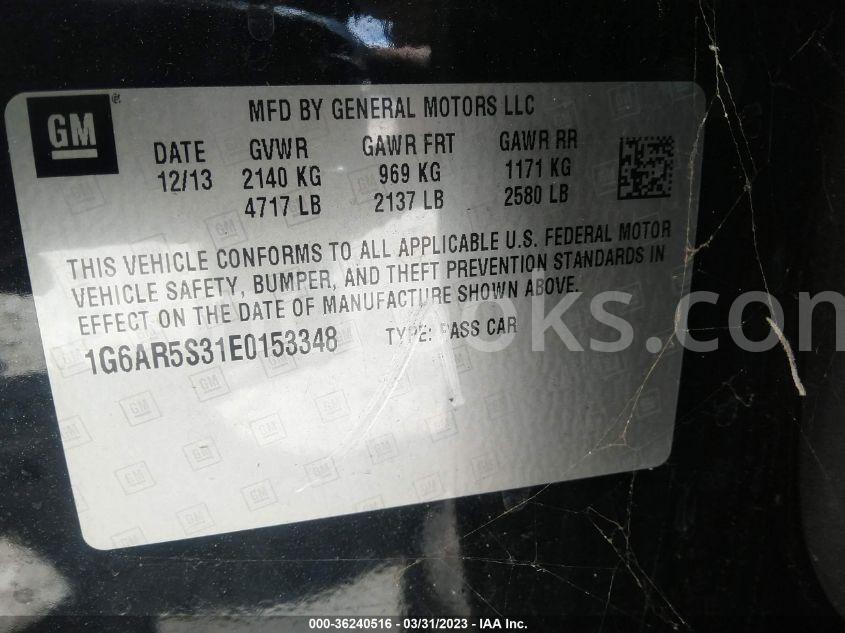 GM
MFD BY GENERAL MOTORS LLC
DATE GVWR GAWR FRT GAWR RR
12/13 2140 KG 969 KG 1171 KG
4717 LB 2137 LB 2580 LB
THIS VEHICLE CONFORMS TO ALL APPLICABLE U.S. FEDERAL MOTOR
VEHICLE SAFETY, BUMPER, AND THEFT PREVENTION STANDARDS IN
EFFECT ON THE DATE OF MANUFACTURE SHOWN ABOVE.
1G6AR5S31E0153348 TYPE: PASS CAR
oks.com
000-36240516 - 03/31/2023 - IAA Inc.